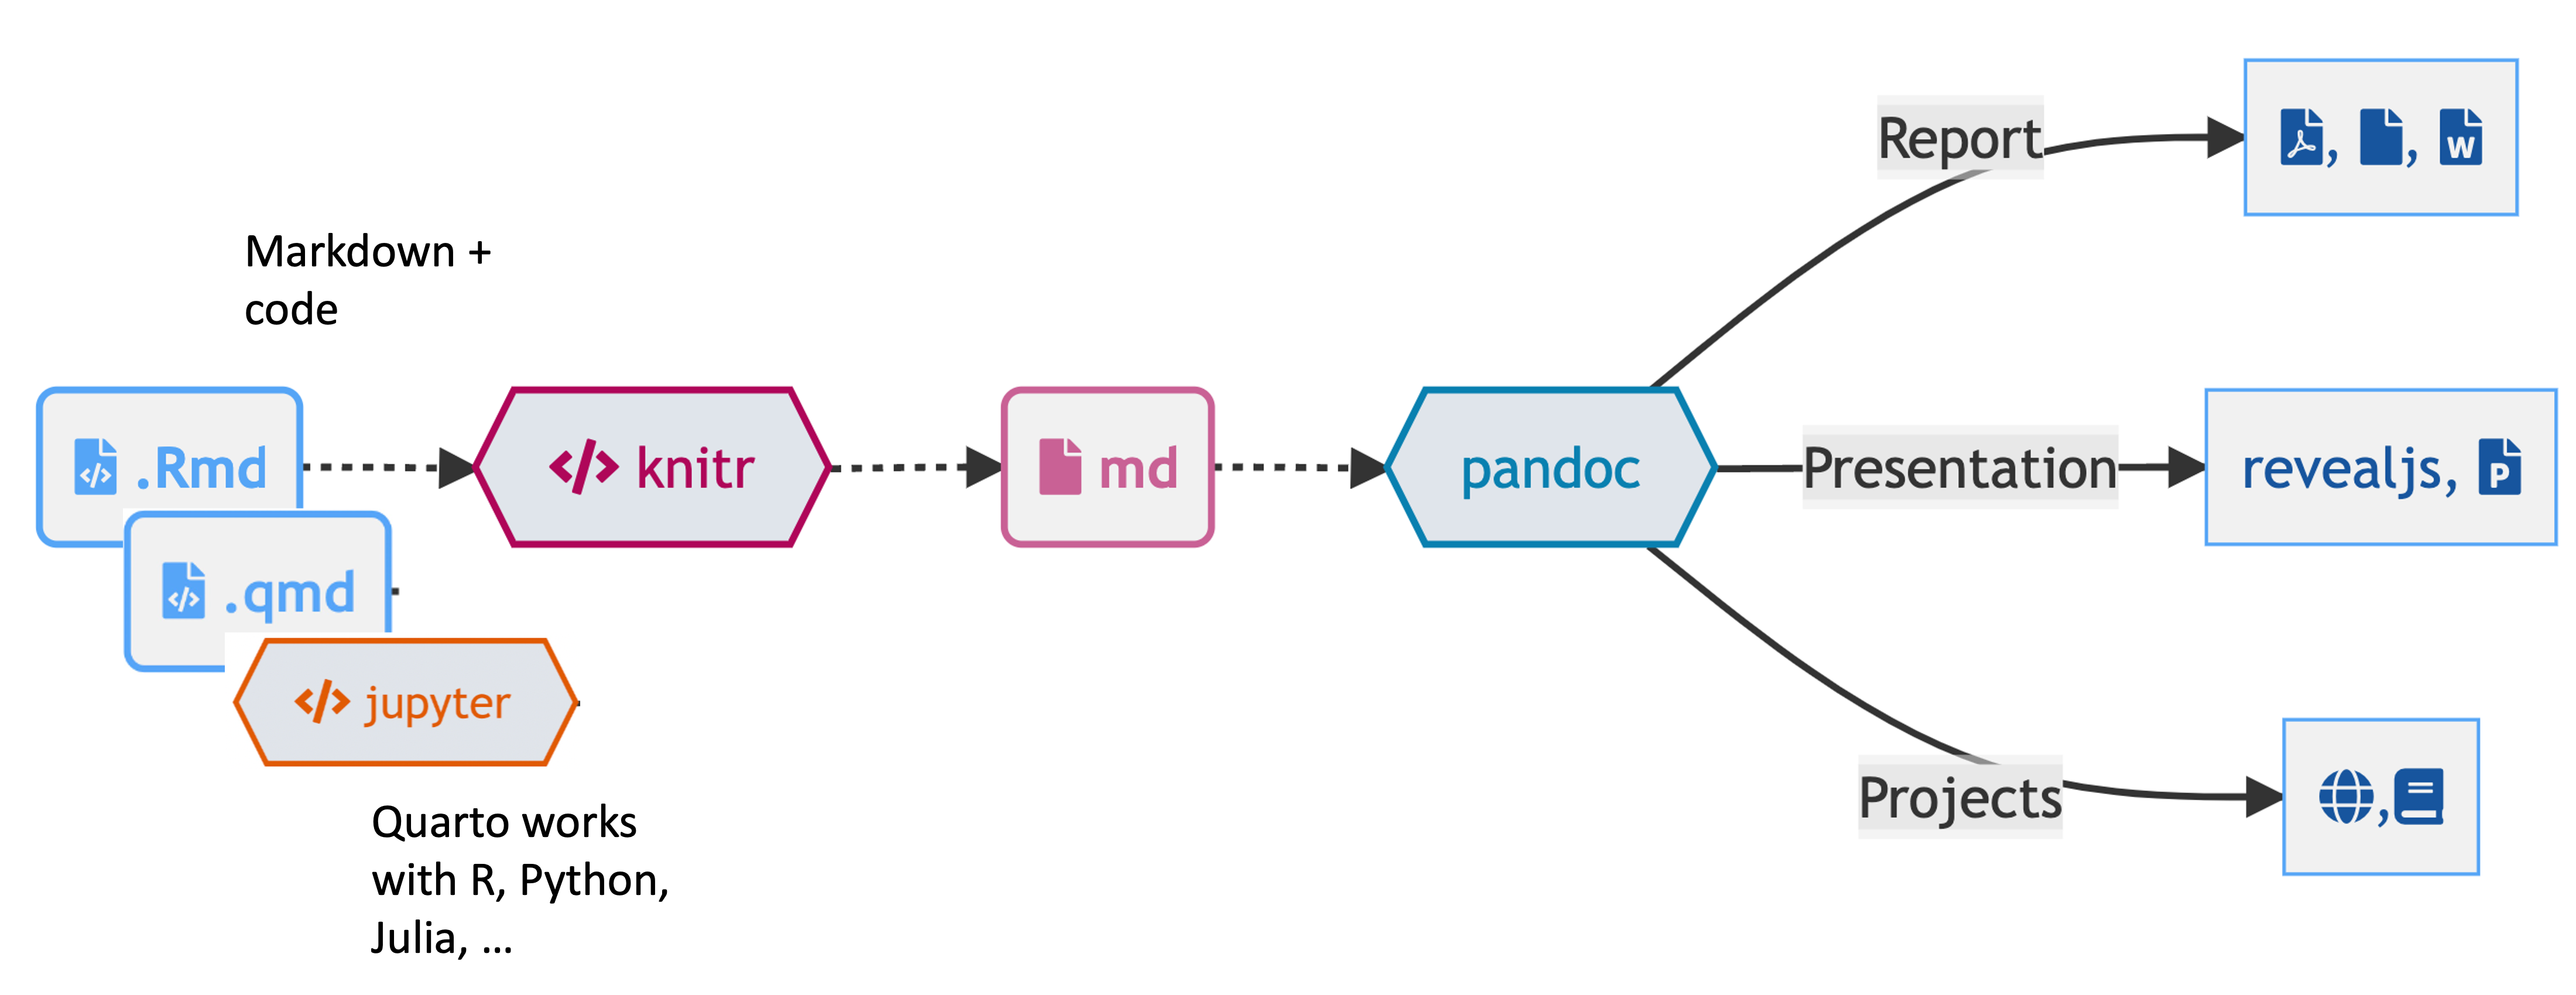 Markdown +
code
.Rmd
</> knitr
md
pandoc
.qmd
</> jupyter
Quarto works
with R, Python,
Julia, ...
Report
, , W
Presentation
revealjs, P
Projects
,